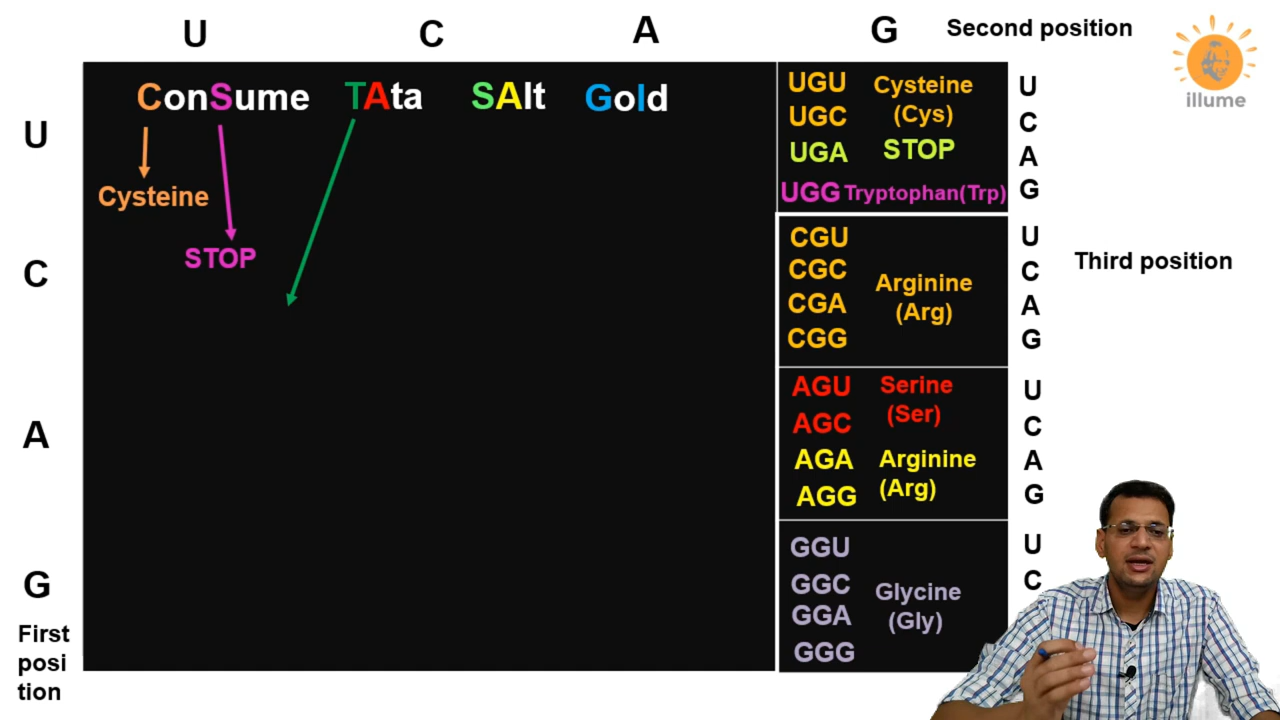 U C A G Second position
illume
ConSume TAta SAlt Gold
Cysteine
STOP
U
C
A
G
First
posi
tion
UGU Cysteine
UGC (Cys)
UGA STOP
UGG Tryptophan(Trp)
CGU
CGC Arginine
CGA (Arg)
CGG
AGU Serine
AGC (Ser)
AGA Arginine
AGG (Arg)
GGU
GGC Glycine
GGA (Gly)
GGG
U
C
A
G
U
C
A
G
U
C
A
G
U
C
Third position